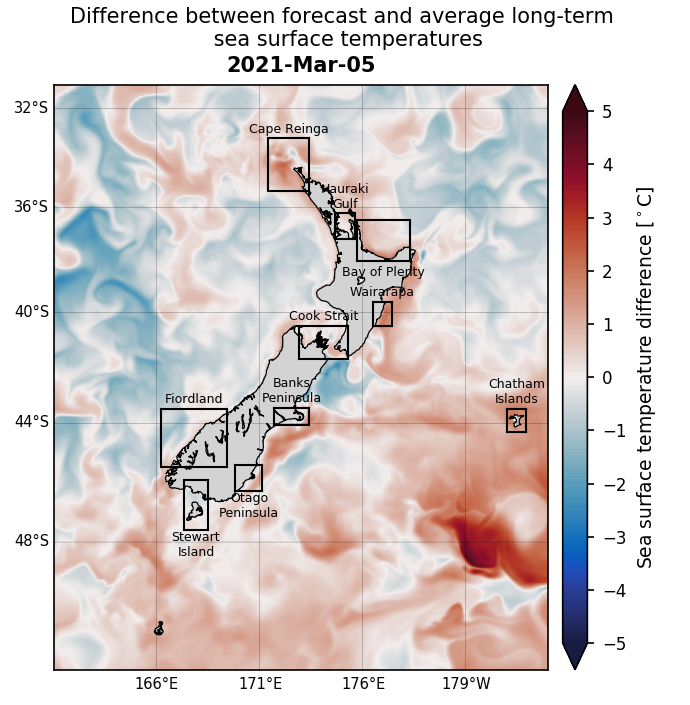 Difference between forecast and average long-term
sea surface temperatures
2021-Mar-05
32°S
36°S
40°S
44°S
48°S
166°E
171°E
176°E
179°W
Cape Reinga
Hauraki
Gulf
Bay of Plenty
Wairarapa
Cook Strait
Banks
Peninsula
Chatham
Islands
Fiordland
Otago
Peninsula
Stewart
Island
5
4
3
2
1
0
−1
−2
−3
−4
−5
Sea surface temperature difference [°C]